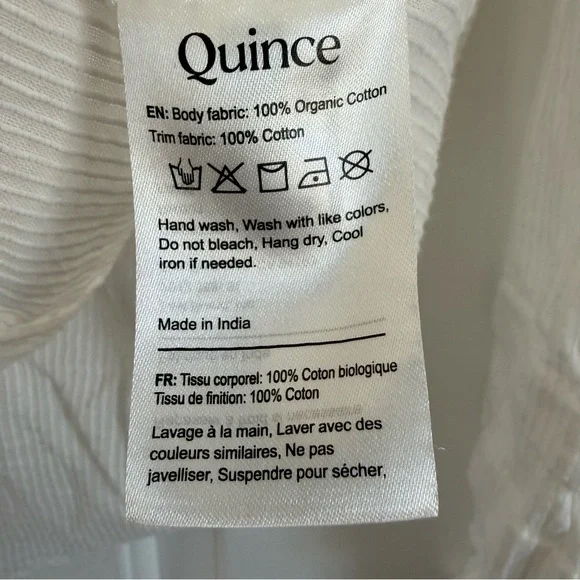 Quince
EN: Body fabric: 100% Organic Cotton
Trim fabric: 100% Cotton
Hand wash, Wash with like colors,
Do not bleach, Hang dry, Cool
iron if needed.
Made in India
FR: Tissu corporel: 100% Coton biologique
Tissu de finition: 100% Coton
Lavage à la main, Laver avec des
couleurs similaires, Ne pas
javelliser, Suspendre pour sécher,